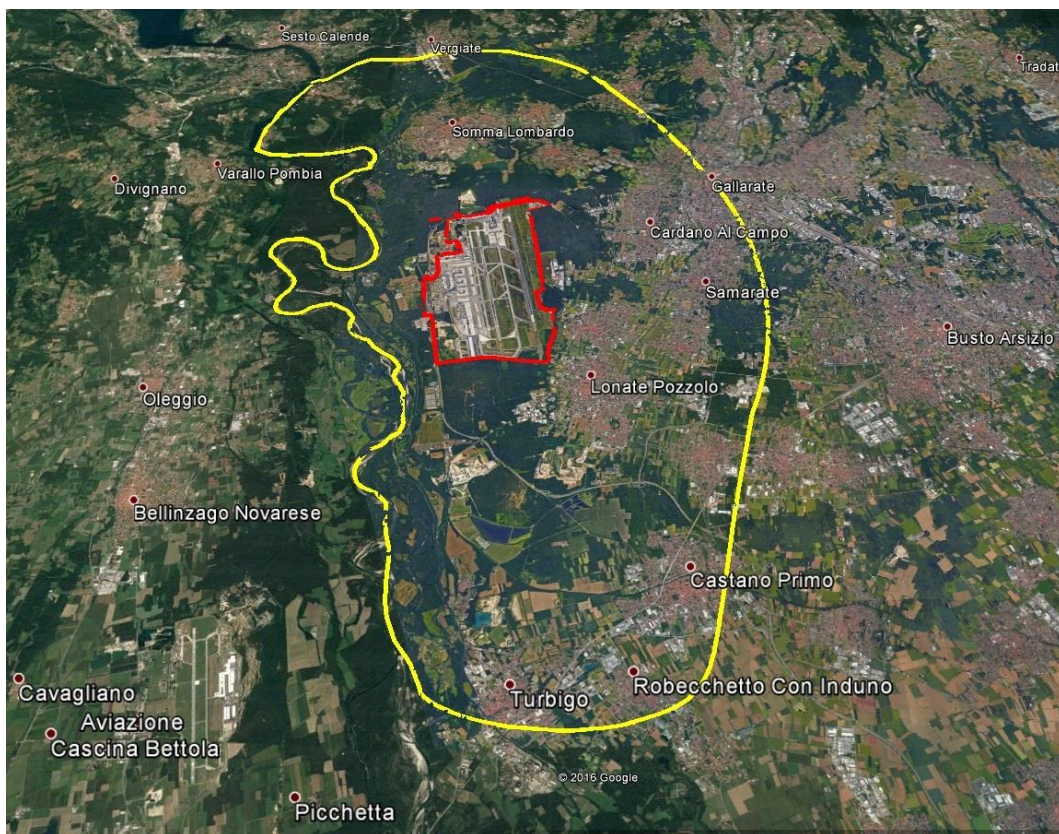 Sesto Calende
Vergiate
Tradat
Somma Lombardo
Varallo Pombia
Divignano
Gallarate
Cardano Al Campo
Samarate
Busto Arsizio
Oleggio
Lonate Pozzolo
Bellinzago Novarese
Castano Primo
Cavagliano
Turbigo
Robecchetto Con Induno
Aviazione
Cascina Bettola
© 2016 Google
Picchetta